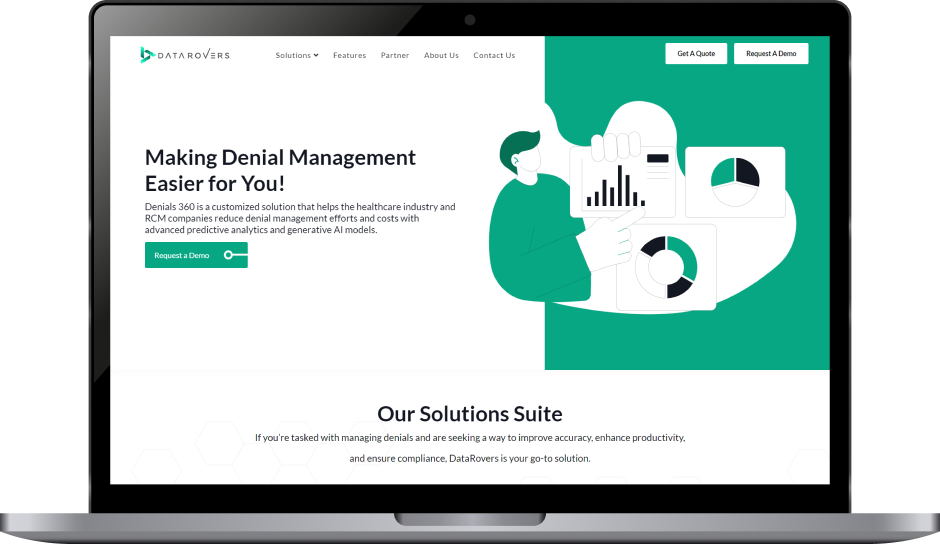 DATAROVERS
Solutions
Features
Partner
About Us
Contact Us
Get A Quote
Request A Demo
Making Denial Management
Easier for You!
Denials 360 is a customized solution that helps the healthcare industry and
RCM companies reduce denial management efforts and costs with
advanced predictive analytics and generative AI models.
Request a Demo
Our Solutions Suite
If you're tasked with managing denials and are seeking a way to improve accuracy, enhance productivity,
and ensure compliance, DataRovers is your go-to solution.